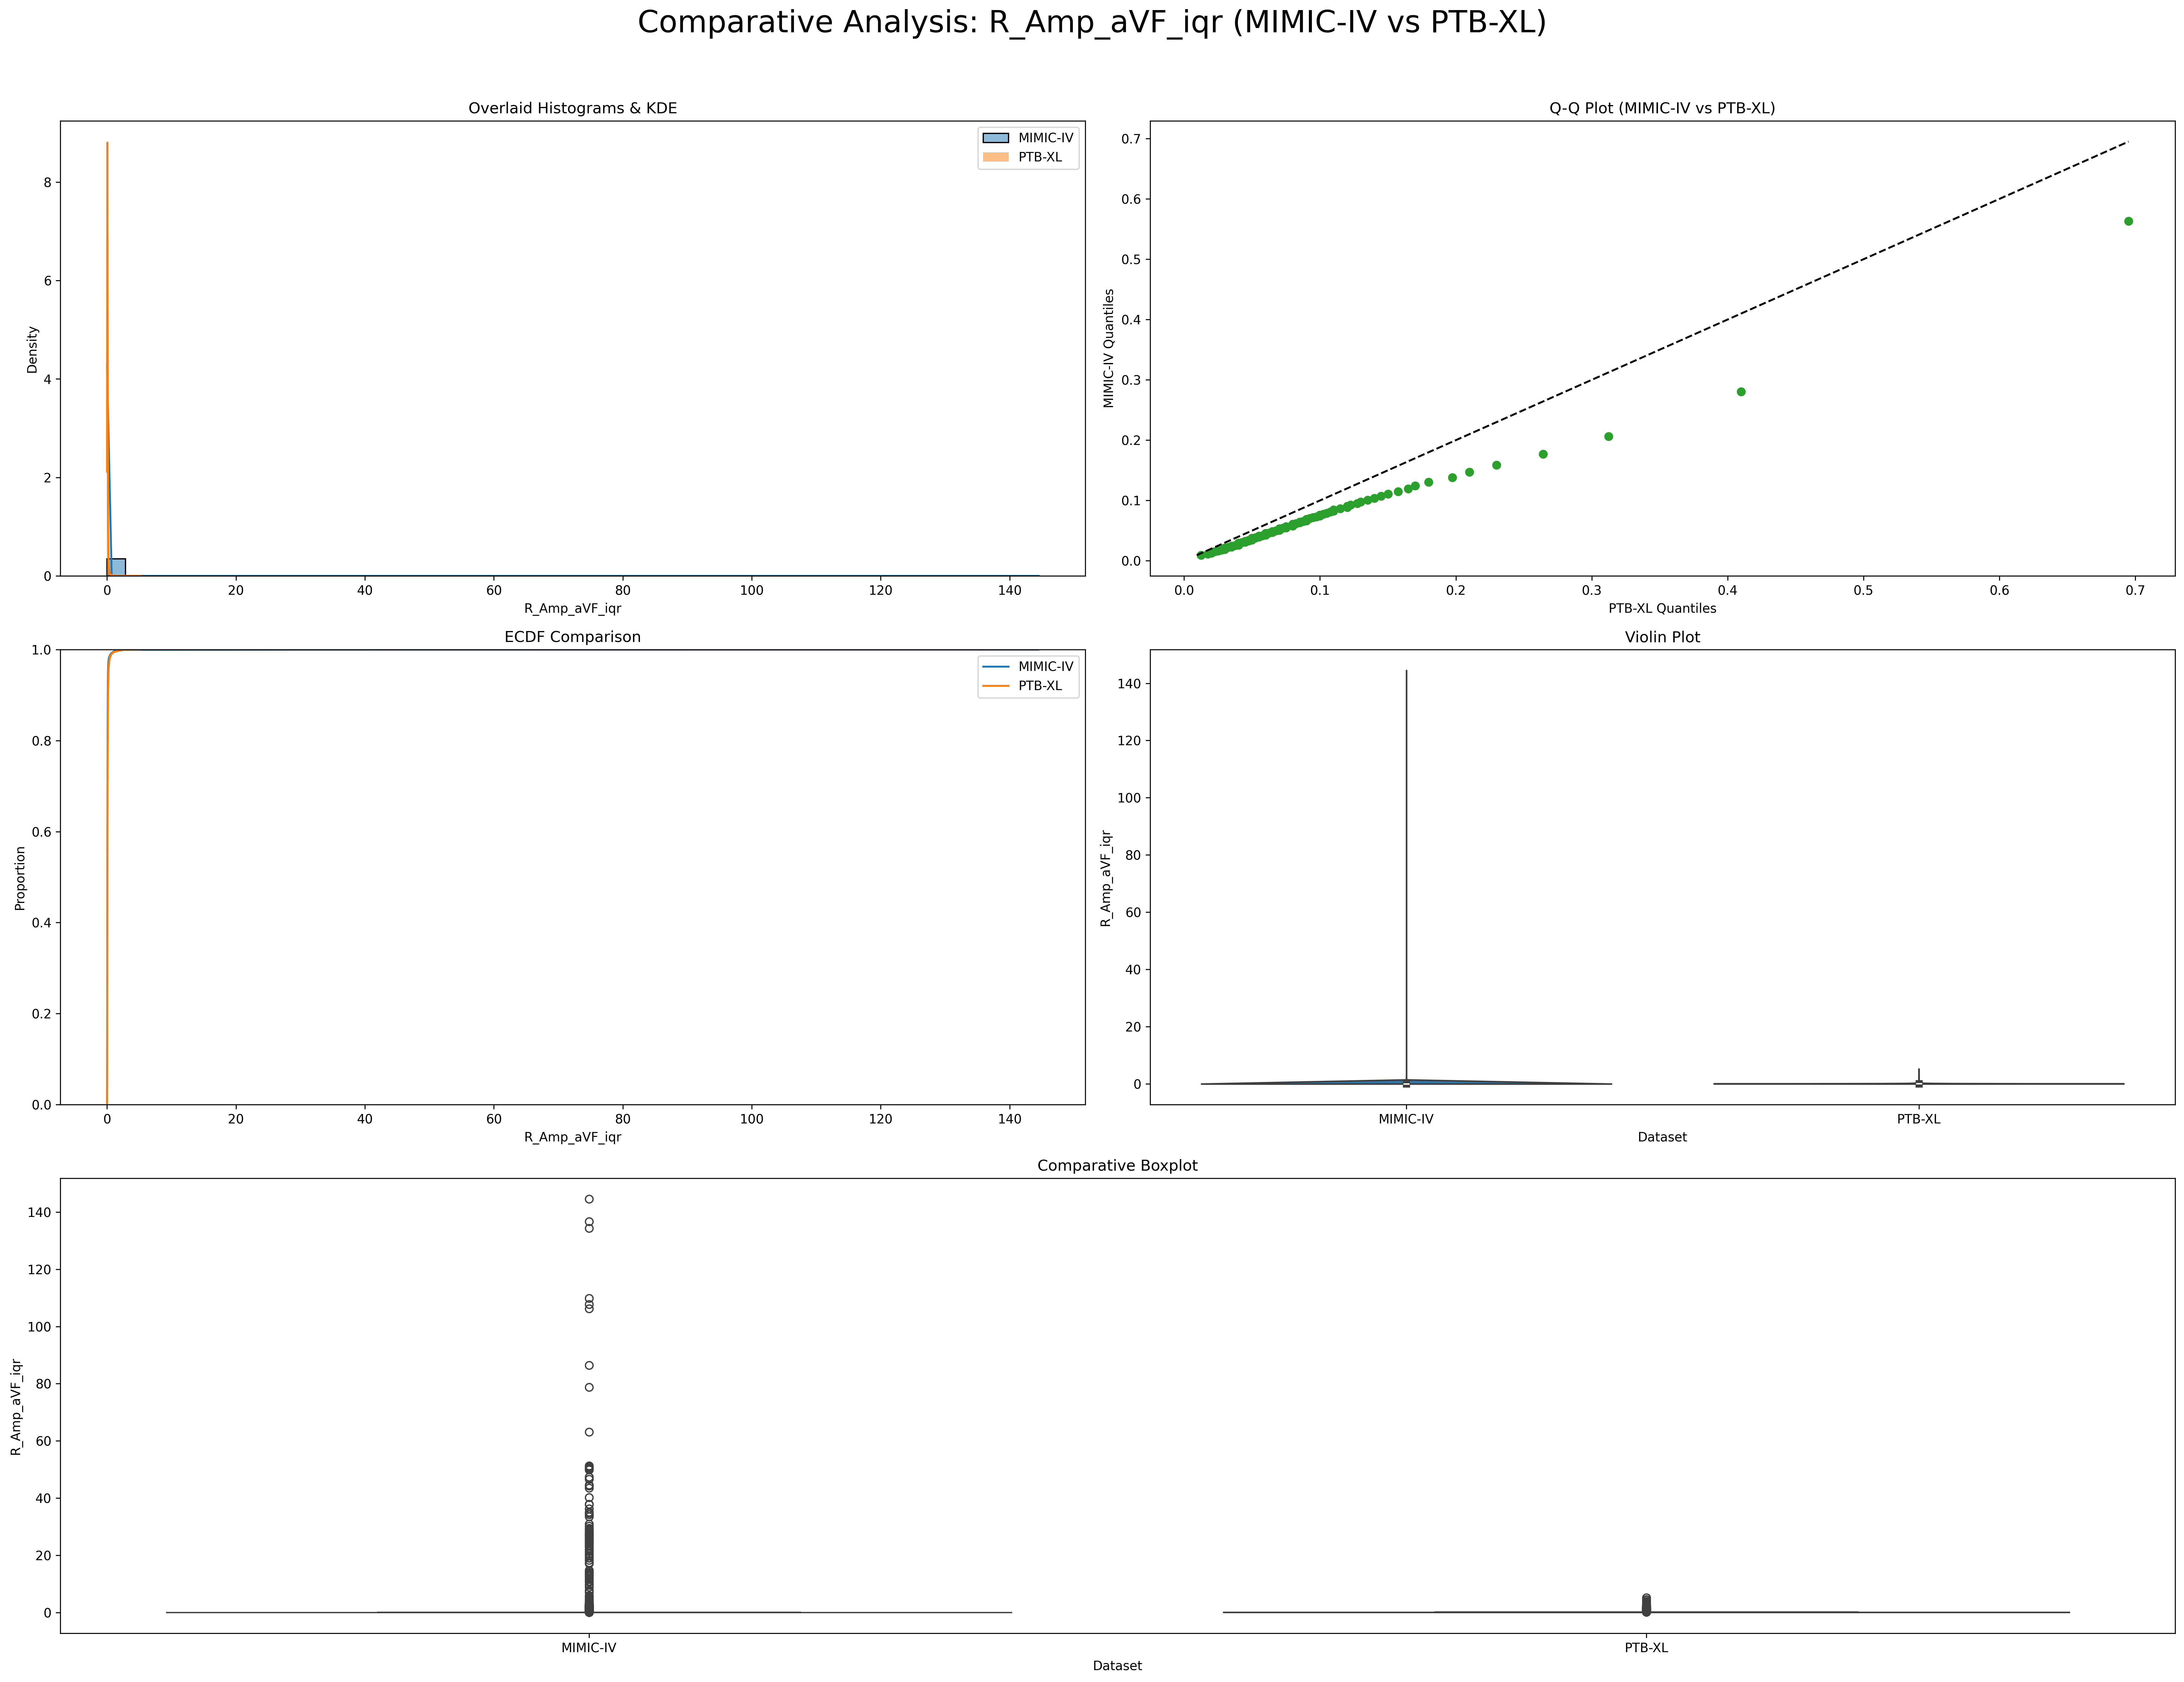 Comparative Analysis: R_Amp_aVF_iqr (MIMIC-IV vs PTB-XL)
Overlaid Histograms & KDE
MIMIC-IV
PTB-XL
Density
8
6
4
2
0
0 20 40 60 80 100 120 140
R_Amp_aVF_iqr
Q-Q Plot (MIMIC-IV vs PTB-XL)
MIMIC-IV Quantiles
0.7
0.6
0.5
0.4
0.3
0.2
0.1
0.0
0.0 0.1 0.2 0.3 0.4 0.5 0.6 0.7
PTB-XL Quantiles
ECDF Comparison
MIMIC-IV
PTB-XL
Proportion
1.0
0.8
0.6
0.4
0.2
0.0
0 20 40 60 80 100 120 140
R_Amp_aVF_iqr
Violin Plot
R_Amp_aVF_iqr
140
120
100
80
60
40
20
0
MIMIC-IV PTB-XL
Dataset
Comparative Boxplot
R_Amp_aVF_iqr
140
120
100
80
60
40
20
0
MIMIC-IV PTB-XL
Dataset